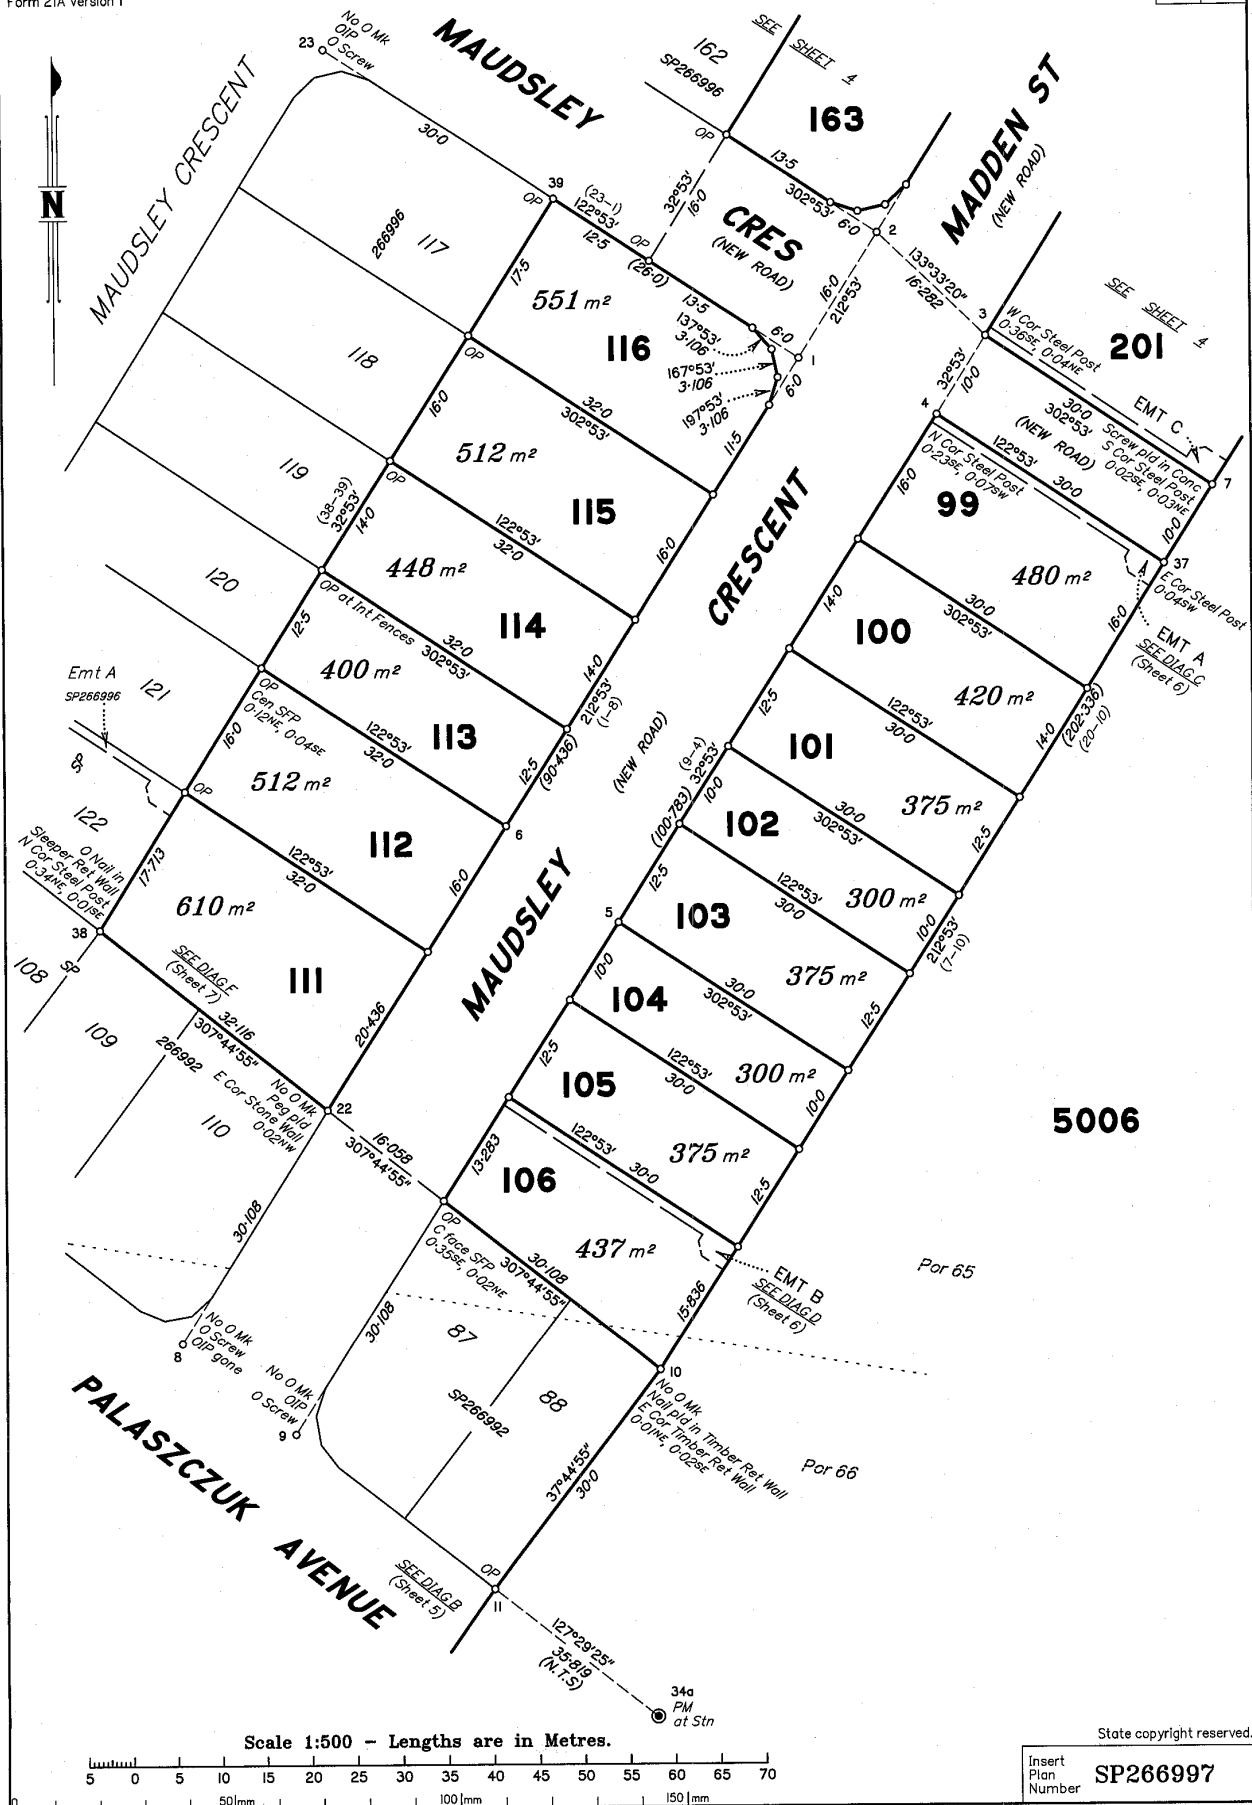 Form 21A Version 1
No O Mk
OIP
O Screw
23
MAUDSLEY
162
SP266996
SEE SHEET 4
163
MADDEN ST
(NEW ROAD)
MAUDSLEY CRESCENT
N
30·0
39
OP
(23-1)
122°53'
12·5
OP
(26·0)
OP
32°53'
16·0
13·5
302°53'
6·0
2
CRES
(NEW ROAD)
133°33'20"
16·282
16·0
212°53'
3
SEE SHEET 4
201
W Cor Steel Post
0·36SE, 0·04NE
266996
117
17·5
551 m²
116
13·5
6·0
137°53'
3·106
167°53'
3·106
197°53'
3·106
1
6·0
11·5
32°53'
10·0
4
30·0
302°53'
(NEW ROAD)
EMT C
Screw pld in Conc
S Cor Steel Post
0·02SE, 0·03NE
7
10·0
118
OP
16·0
32·0
302°53'
512 m²
115
16·0
N Cor Steel Post
0·23SE, 0·07SW
122°53'
30·0
16·0
99
480 m²
37
E Cor Steel Post
0·04SW
119
OP
(38-39)
32°53'
14·0
122°53'
32·0
448 m²
114
14·0
212°53'
(1-8)
CRESCENT
14·0
100
30·0
302°53'
16·0
EMT A
SEE DIAG C
(Sheet 6)
120
OP at Int Fences
12·5
32·0
302°53'
400 m²
113
12·5
(90·436)
(NEW ROAD)
12·5
101
420 m²
122°53'
30·0
14·0
(202·336)
(20-10)
Emt A
SP266996
121
OP
Cen SFP
0·12NE, 0·04SE
16·0
122°53'
32·0
512 m²
112
6
16·0
(9-4)
32°53'
(100·783)
10·0
102
375 m²
30·0
302°53'
12·5
SP
122
OP
O Nail in
Sleeper Ret Wall
N Cor Steel Post
0·34NE, 0·01SE
17·713
122°53'
32·0
610 m²
111
MAUDSLEY
12·5
103
300 m²
122°53'
30·0
10·0
212°53'
(7-10)
38
SP
108
SEE DIAG E
(Sheet 7)
5
10·0
104
375 m²
30·0
302°53'
12·5
109
32·116
307°44'55"
266992
20·436
E Cor Stone Wall
0·02NW
No O Mk
Peg pld
22
110
12·5
105
300 m²
122°53'
30·0
10·0
5006
16·058
307°44'55"
30·108
13·283
106
375 m²
122°53'
30·0
12·5
OP
C face SFP
0·35SE, 0·02NE
437 m²
30·108
307°44'55"
EMT B
SEE DIAG D
(Sheet 6)
15·836
Por 65
No O Mk
O Screw
OIP gone
8
No O Mk
OIP
O Screw
9
30·108
87
88
SP266992
10
No O Mk
Nail pld in Timber Ret Wall
E Cor Timber Ret Wall
0·01NE, 0·02SE
Por 66
37°44'55"
30·0
PALASZCZUK AVENUE
SEE DIAG B
(Sheet 5)
OP
11
127°29'25"
35·819
(N.T.S)
34a
PM
at Stn
Scale 1:500 – Lengths are in Metres.
5 0 5 10 15 20 25 30 35 40 45 50 55 60 65 70
50 mm 100 mm 150 mm
State copyright reserved.
Insert
Plan
Number
SP266997